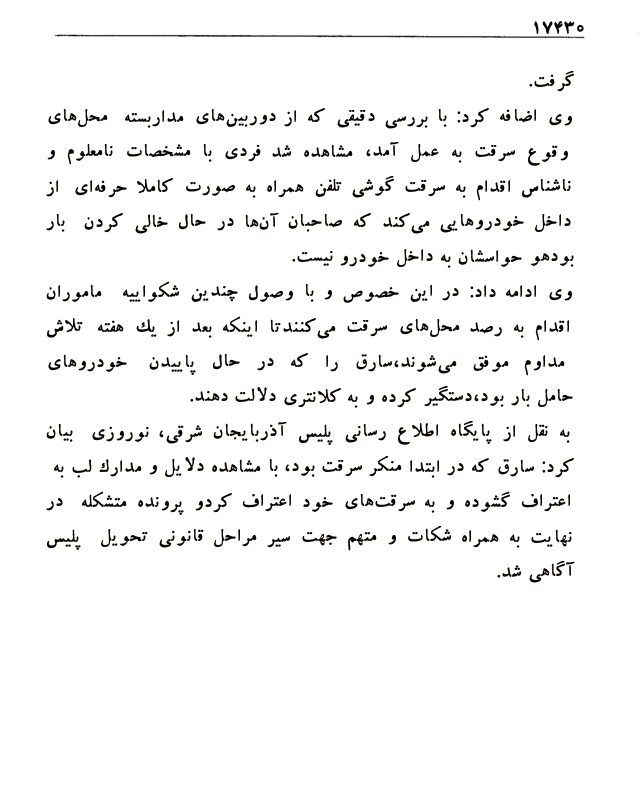 ۱۷۴۳۰
گرفت.
وی اضافه کرد: با بررسی دقیقی که از دوربین‌های مداربسته محل‌های
وقوع سرقت به عمل آمد، مشاهده شد فردی با مشخصات نامعلوم و
ناشناس اقدام به سرقت گوشی تلفن همراه به صورت کاملا حرفه‌ای از
داخل خودروهایی می‌کند که صاحبان آن‌ها در حال خالی کردن بار
بودهو حواسشان به داخل خودرو نیست.
وی ادامه داد: در این خصوص و با وصول چندین شکواییه ماموران
اقدام به رصد محل‌های سرقت می‌کنندتا اینکه بعد از یك هفته تلاش
مداوم موفق می‌شوند،سارق را که در حال پاییدن خودروهای
حامل بار بود،دستگیر کرده و به کلانتری دلالت دهند.
به نقل از پایگاه اطلاع رسانی پلیس آذربایجان شرقی، نوروزی بیان
کرد: سارق که در ابتدا منکر سرقت بود، با مشاهده دلایل و مدارك لب به
اعتراف گشوده و به سرقت‌های خود اعتراف کردو پرونده متشکله در
نهایت به همراه شکات و متهم جهت سیر مراحل قانونی تحویل پلیس
آگاهی شد.